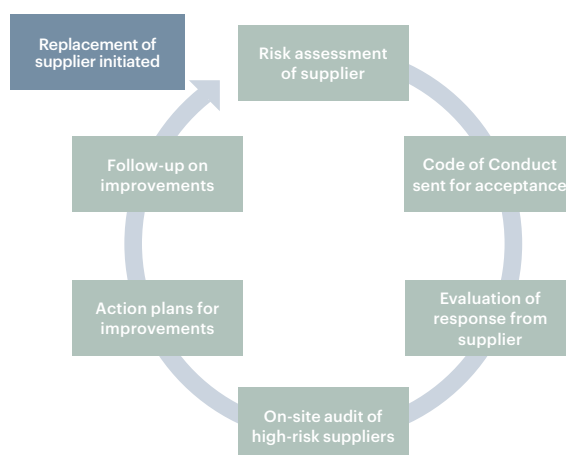 Replacement of
supplier initiated
Risk assessment
of supplier
Code of Conduct
sent for acceptance
Evaluation of
response from
supplier
On-site audit of
high-risk suppliers
Action plans for
improvements
Follow-up on
improvements